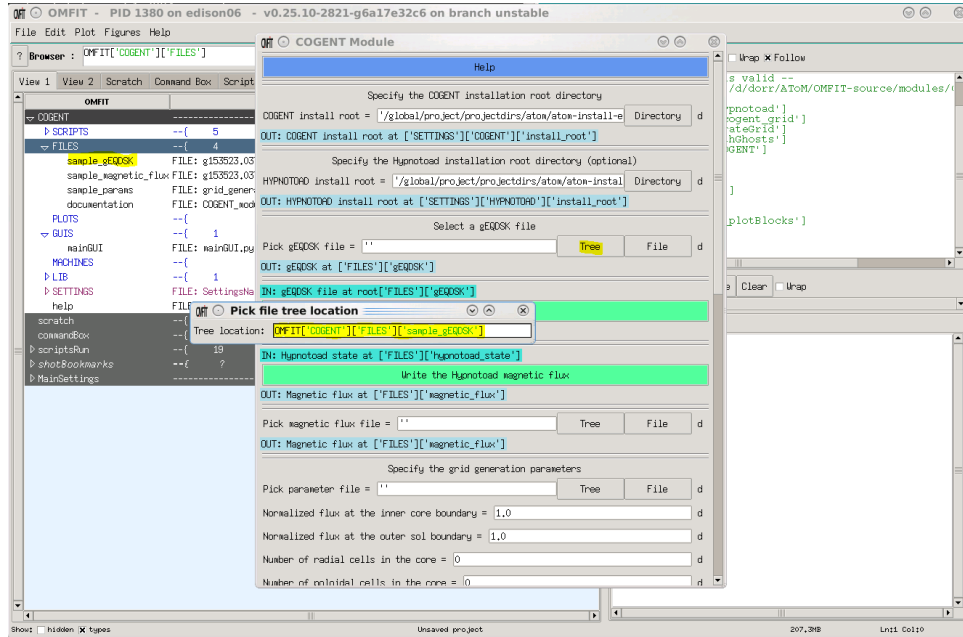 OMFIT - PID 1380 on edison06 - v0.25.10-2821-g6a17e32c6 on branch unstable
File Edit Plot Figures Help
? Browser : OMFIT['COGENT']['FILES']
View 1 View 2 Scratch Command Box Script
OMFIT
COGENT
SCRIPTS --{ 5
FILES --{ 4
sample_gEQDSK FILE: g153523.03
sample_magnetic_flux FILE: g153523.03
sample_params FILE: grid_gener
documentation FILE: COGENT_mod
PLOTS --{
GUIS --{ 1
mainGUI FILE: mainGUI.py
MACHINES --{
LIB --{ 1
SETTINGS FILE: SettingsNa
help FILE
scratch --{
commandBox --{
scriptsRun --{ 19
shotBookmarks --{ ?
MainSettings
COGENT Module
Help
Specify the COGENT installation root directory
COGENT install root = '/global/project/projectdirs/atom/atom-install-e Directory d
OUT: COGENT install root at ['SETTINGS']['COGENT']['install_root']
Specify the Hypnotoad installation root directory (optional)
HYPNOTOAD install root = '/global/project/projectdirs/atom/atom-instal Directory d
OUT: HYPNOTOAD install root at ['SETTINGS']['HYPNOTOAD']['install_root']
Select a gEQDSK file
Pick gEQDSK file = '' Tree File d
OUT: gEQDSK at ['FILES']['gEQDSK']
IN: gEQDSK file at root['FILES']['gEQDSK']
Pick file tree location
Tree location: OMFIT['COGENT']['FILES']['sample_gEQDSK']
IN: Hypnotoad state at ['FILES']['hypnotoad_state']
Write the Hypnotoad magnetic flux
OUT: Magnetic flux at ['FILES']['magnetic_flux']
Pick magnetic flux file = '' Tree File d
OUT: Magnetic flux at ['FILES']['magnetic_flux']
Specify the grid generation parameters
Pick parameter file = '' Tree File d
Normalized flux at the inner core boundary = 1.0 d
Normalized flux at the outer sol boundary = 1.0 d
Number of radial cells in the core = 0 d
Number of poloidal cells in the core = 0 d
Wrap Follow
s valid --
/d/dorr/AToM/OMFIT-source/modules/
pnotoad']
ogent_grid']
ateGrid']
hGhosts']
OGENT']
]
plotBlocks']
Clear Wrap
Show: hidden types Unsaved project 207.3MB Ln:1 Col:0